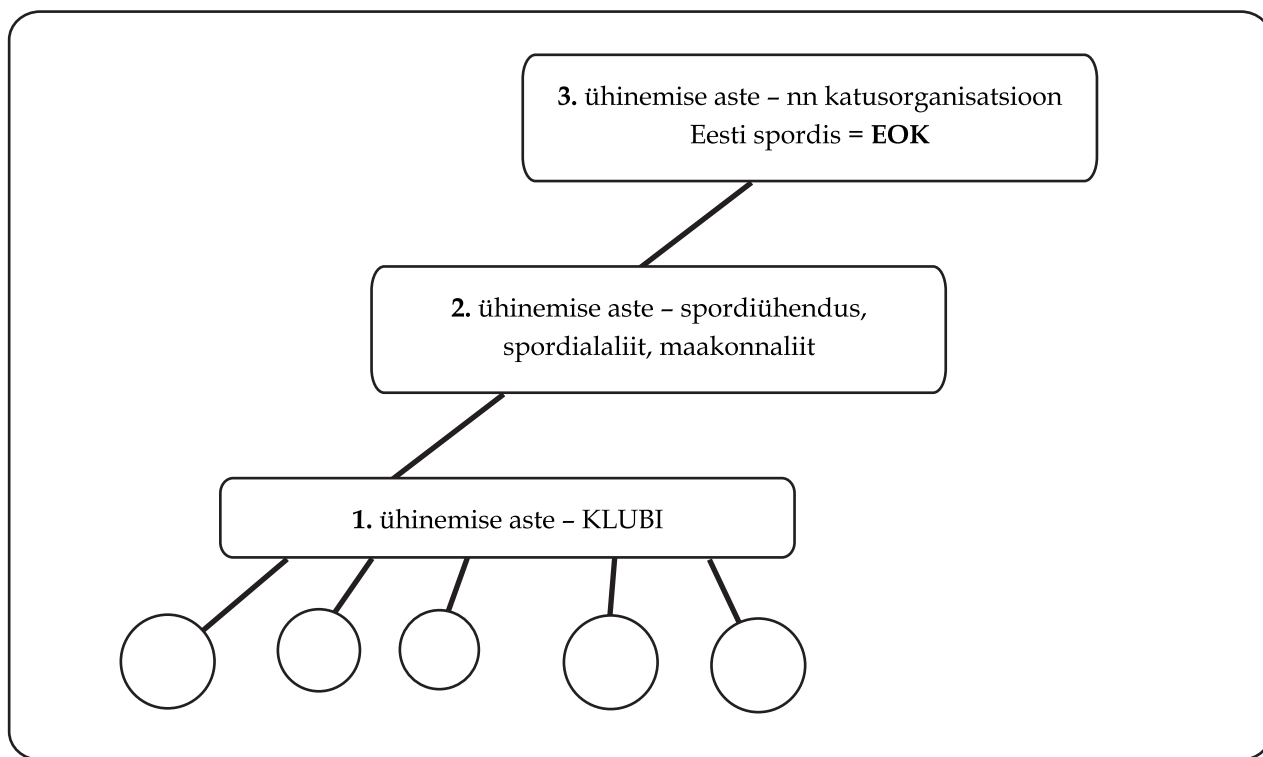 3. ühinemise aste – nn katusorganisatsioon
Eesti spordis = EOK
2. ühinemise aste – spordiühendus,
spordialaliit, maakonnaliit
1. ühinemise aste – KLUBI